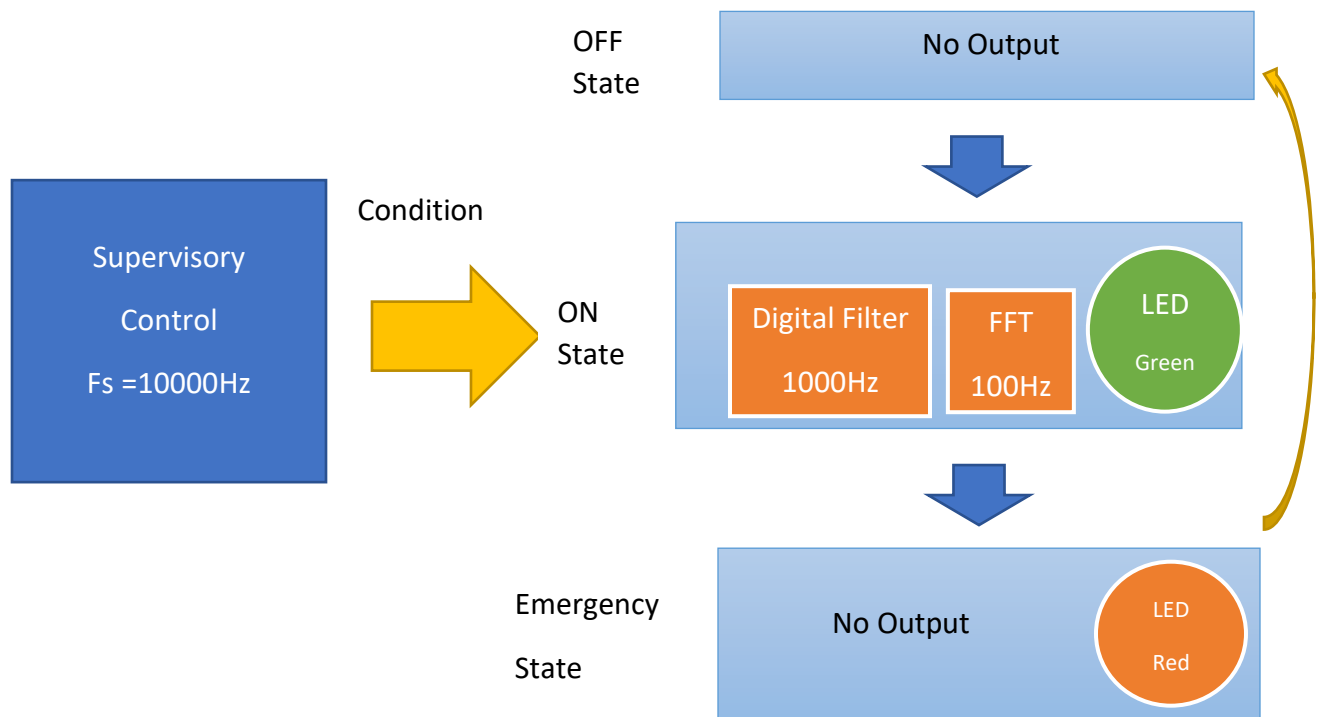 OFF
State
No Output
Supervisory
Control
Fs =10000Hz
Condition
ON
State
Digital Filter
1000Hz
FFT
100Hz
LED
Green
Emergency
State
No Output
LED
Red